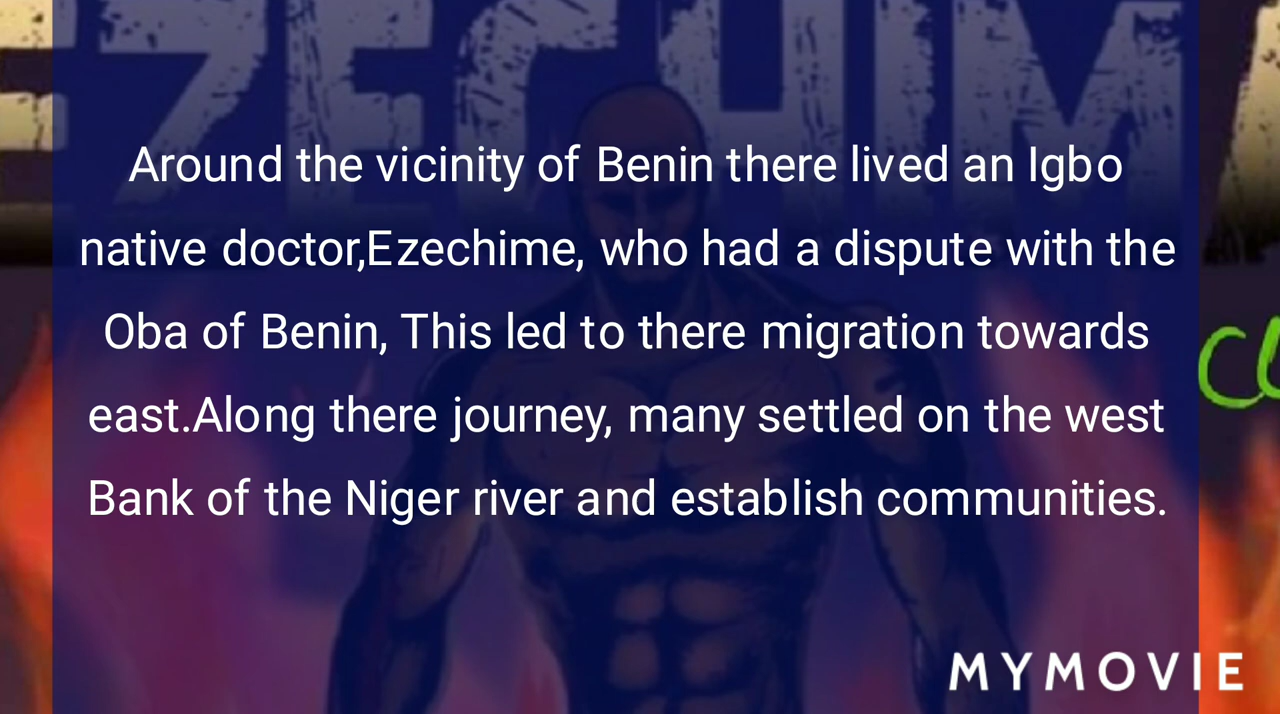 EZECHIM
Around the vicinity of Benin there lived an Igbo
native doctor,Ezechime, who had a dispute with the
Oba of Benin, This led to there migration towards
east.Along there journey, many settled on the west
Bank of the Niger river and establish communities.
MYMOVIE